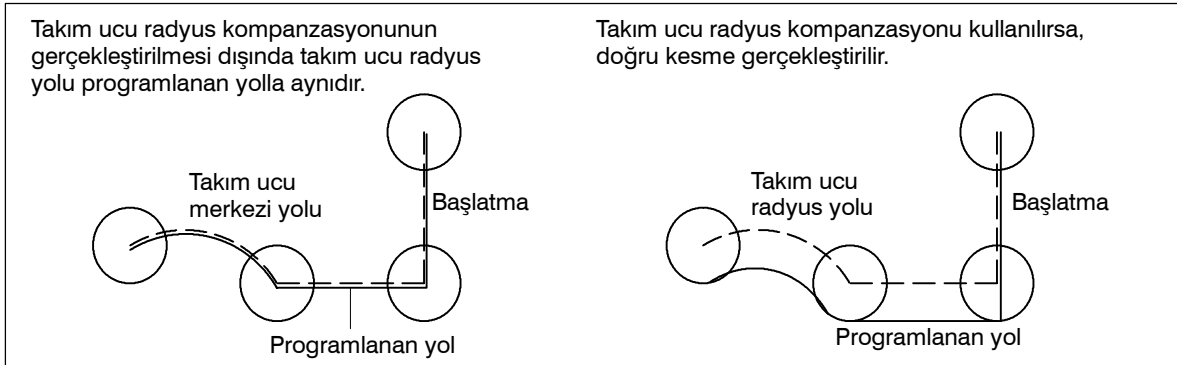 Takım ucu radyus kompanzasyonunun
gerçekleştirilmesi dışında takım ucu radyus
yolu programlanan yolla aynıdır.
Takım ucu
merkezi yolu
Başlatma
Programlanan yol
Takım ucu radyus kompanzasyonu kullanılırsa,
doğru kesme gerçekleştirilir.
Takım ucu
radyus yolu
Başlatma
Programlanan yol